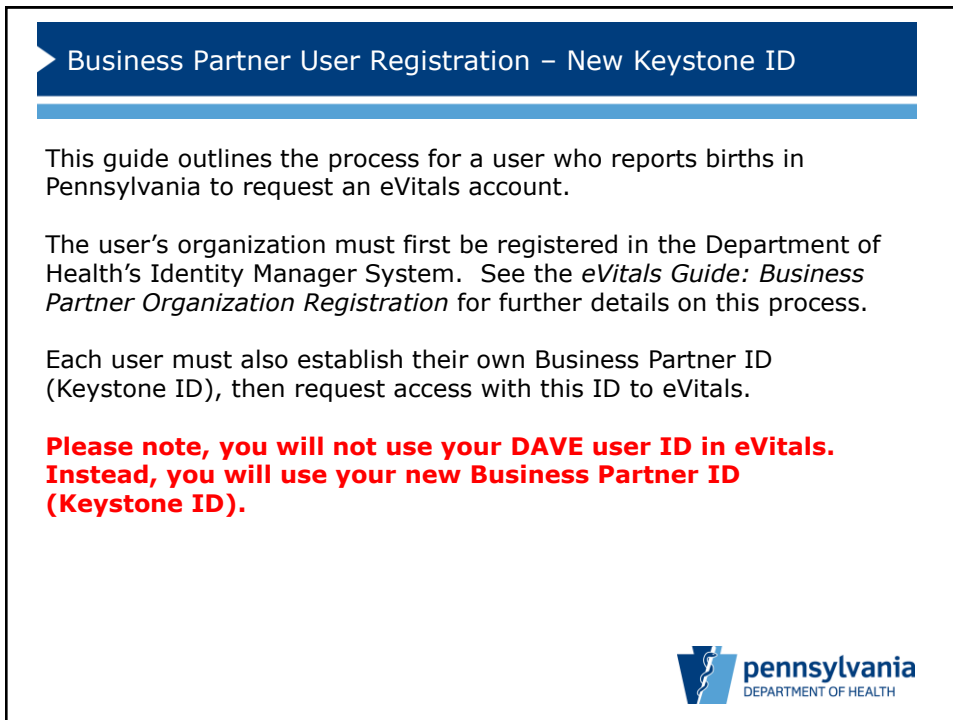 Business Partner User Registration – New Keystone ID
This guide outlines the process for a user who reports births in
Pennsylvania to request an eVitals account.
The user's organization must first be registered in the Department of
Health's Identity Manager System.  See the eVitals Guide: Business
Partner Organization Registration for further details on this process.
Each user must also establish their own Business Partner ID
(Keystone ID), then request access with this ID to eVitals.
Please note, you will not use your DAVE user ID in eVitals.
Instead, you will use your new Business Partner ID
(Keystone ID).
pennsylvania
DEPARTMENT OF HEALTH